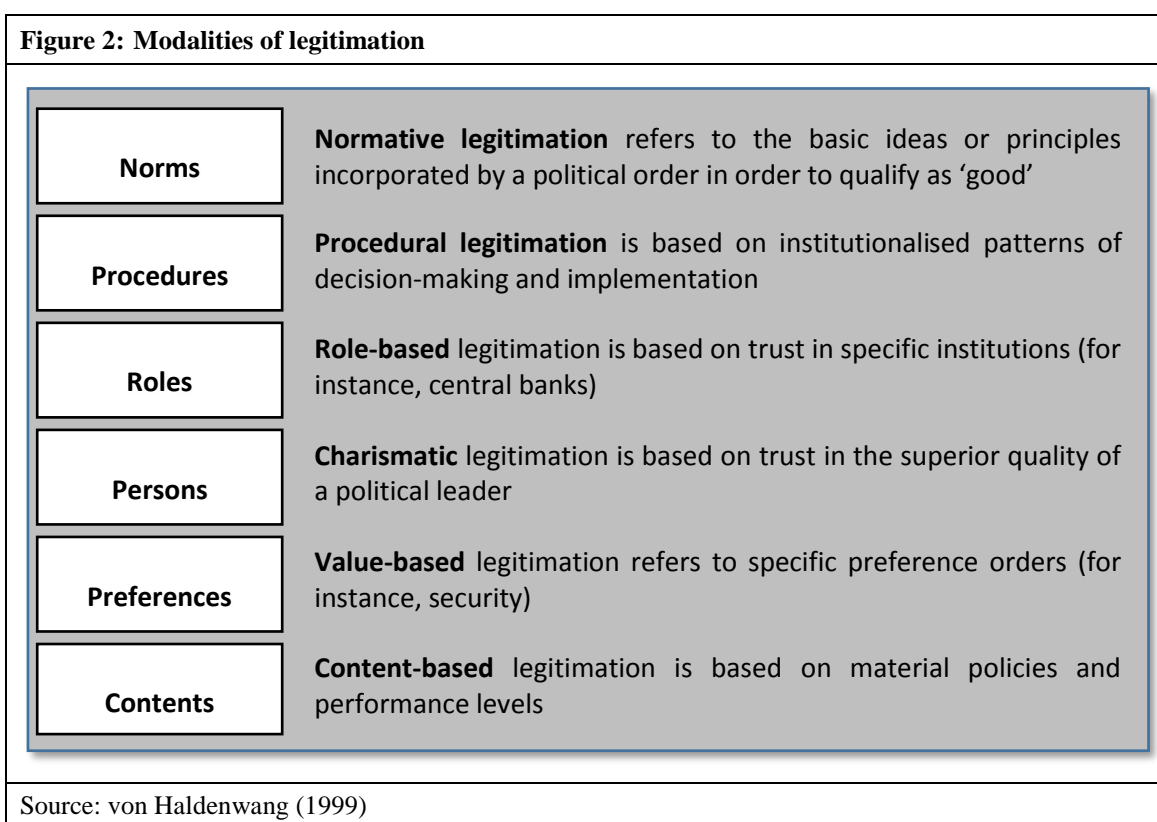 Figure 2: Modalities of legitimation
Norms
Normative legitimation refers to the basic ideas or principles
incorporated by a political order in order to qualify as ‘good’
Procedures
Procedural legitimation is based on institutionalised patterns of
decision-making and implementation
Roles
Role-based legitimation is based on trust in specific institutions (for
instance, central banks)
Persons
Charismatic legitimation is based on trust in the superior quality of
a political leader
Preferences
Value-based legitimation refers to specific preference orders (for
instance, security)
Contents
Content-based legitimation is based on material policies and
performance levels
Source: von Haldenwang (1999)